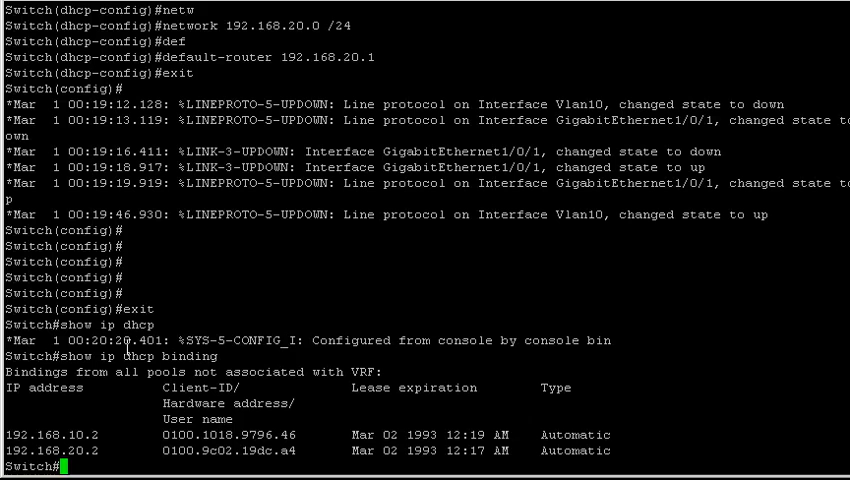 Switch(dhcp-config)#netw
Switch(dhcp-config)#network 192.168.20.0 /24
Switch(dhcp-config)#def
Switch(dhcp-config)#default-router 192.168.20.1
Switch(dhcp-config)#exit
Switch(config)#
*Mar  1 00:19:12.128: %LINEPROTO-5-UPDOWN: Line protocol on Interface Vlan10, changed state to down
*Mar  1 00:19:13.119: %LINEPROTO-5-UPDOWN: Line protocol on Interface GigabitEthernet1/0/1, changed state to
own
*Mar  1 00:19:16.411: %LINK-3-UPDOWN: Interface GigabitEthernet1/0/1, changed state to down
*Mar  1 00:19:18.917: %LINK-3-UPDOWN: Interface GigabitEthernet1/0/1, changed state to up
*Mar  1 00:19:19.919: %LINEPROTO-5-UPDOWN: Line protocol on Interface GigabitEthernet1/0/1, changed state to
p
*Mar  1 00:19:46.930: %LINEPROTO-5-UPDOWN: Line protocol on Interface Vlan10, changed state to up
Switch(config)#
Switch(config)#
Switch(config)#
Switch(config)#
Switch(config)#
Switch(config)#exit
Switch#show ip dhcp
*Mar  1 00:20:20.401: %SYS-5-CONFIG_I: Configured from console by console bin
Switch#show ip dhcp binding
Bindings from all pools not associated with VRF:
IP address          Client-ID/              Lease expiration        Type
Hardware address/
User name
192.168.10.2        0100.1018.9796.46       Mar 02 1993 12:19 AM    Automatic
192.168.20.2        0100.9c02.19dc.a4       Mar 02 1993 12:17 AM    Automatic
Switch#